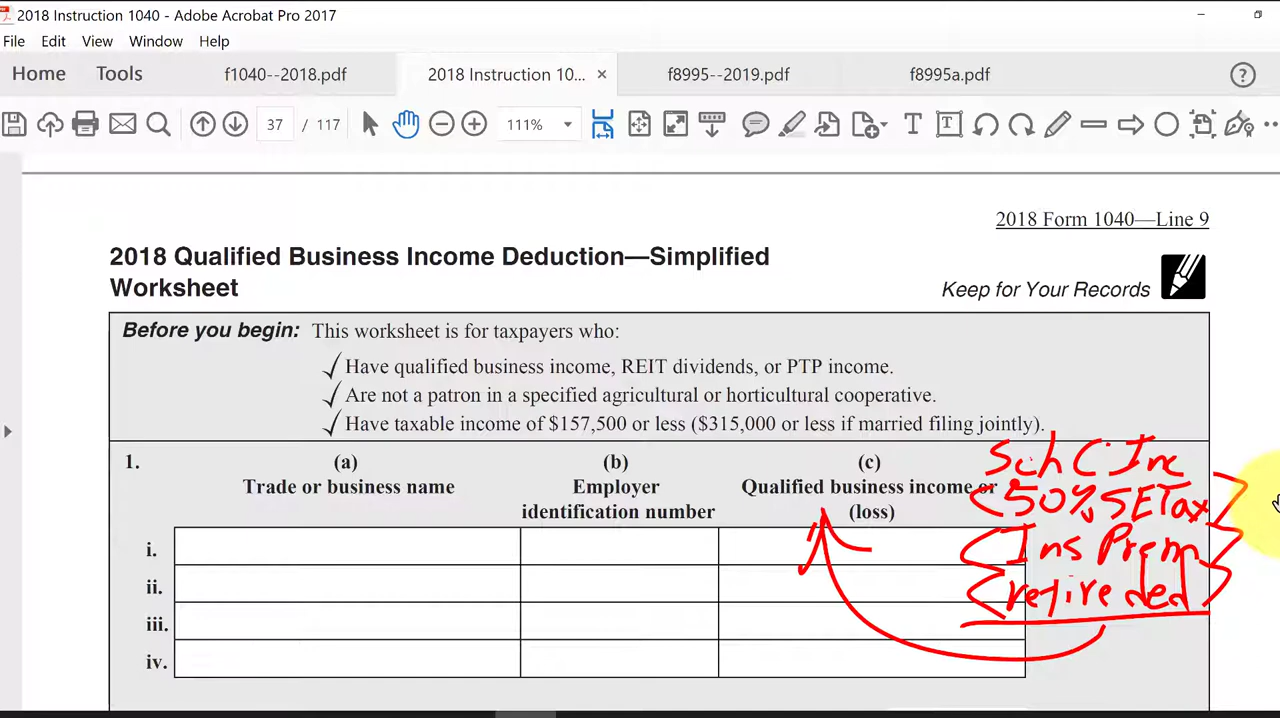 2018 Instruction 1040 - Adobe Acrobat Pro 2017
File Edit View Window Help
Home Tools f1040--2018.pdf 2018 Instruction 10... × f8995--2019.pdf f8995a.pdf ?
37 / 117 111%
2018 Form 1040—Line 9
2018 Qualified Business Income Deduction—Simplified
Worksheet
Keep for Your Records
Before you begin: This worksheet is for taxpayers who:
✓ Have qualified business income, REIT dividends, or PTP income.
✓ Are not a patron in a specified agricultural or horticultural cooperative.
✓ Have taxable income of $157,500 or less ($315,000 or less if married filing jointly).
1. (a) (b) (c)
Trade or business name Employer Qualified business income or
identification number (loss)
i.
ii.
iii.
iv.
Sch C Inc
<50% SE Tax>
<Ins Prem>
<retire ded>